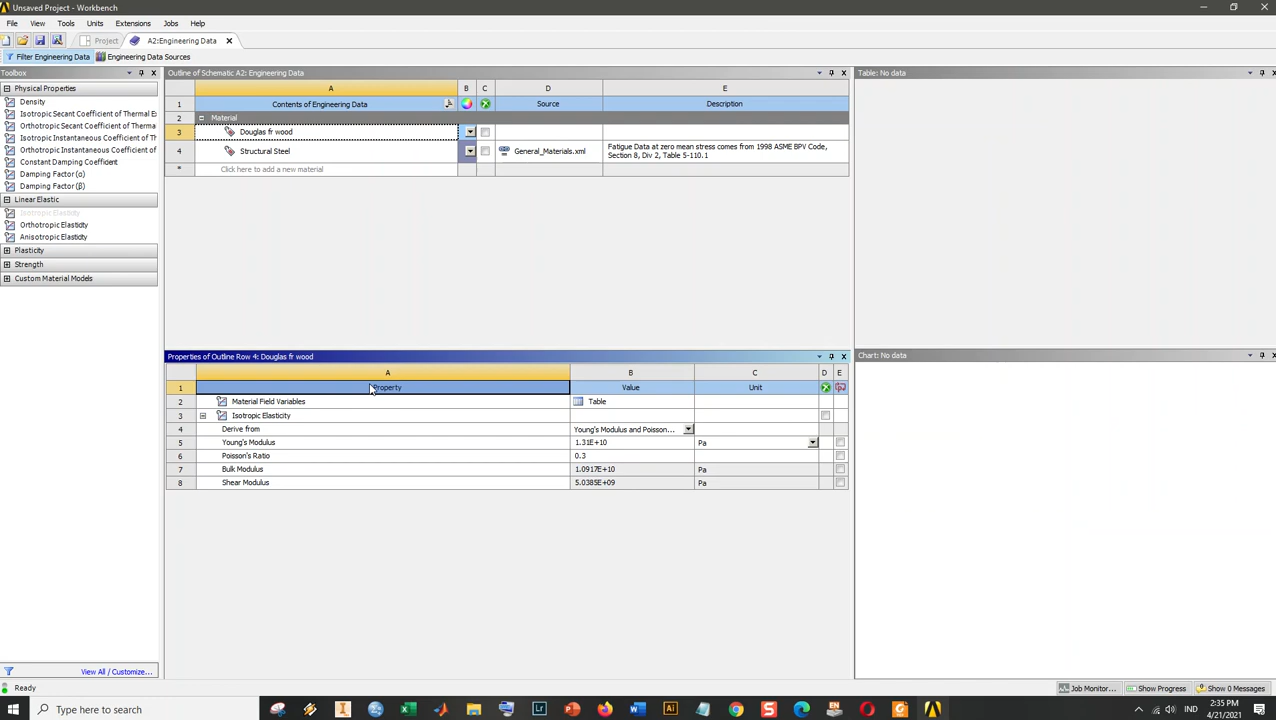 Unsaved Project - Workbench
File View Tools Units Extensions Jobs Help
Project A2:Engineering Data
Filter Engineering Data Engineering Data Sources
Toolbox
Physical Properties
Density
Isotropic Secant Coefficient of Thermal E
Orthotropic Secant Coefficient of Therma
Isotropic Instantaneous Coefficient of Th
Orthotropic Instantaneous Coefficient of
Constant Damping Coefficient
Damping Factor (α)
Damping Factor (β)
Linear Elastic
Isotropic Elasticity
Orthotropic Elasticity
Anisotropic Elasticity
Plasticity
Strength
Custom Material Models
View All / Customize...
Outline of Schematic A2: Engineering Data
A B C D E
1 Contents of Engineering Data Source Description
2 Material
3 Douglas fr wood
4 Structural Steel General_Materials.xml Fatigue Data at zero mean stress comes from 1998 ASME BPV Code,
Section 8, Div 2, Table 5-110.1
* Click here to add a new material
Properties of Outline Row 4: Douglas fr wood
A B C D E
1 Property Value Unit
2 Material Field Variables Table
3 Isotropic Elasticity
4 Derive from Young's Modulus and Poisson...
5 Young's Modulus 1.31E+10 Pa
6 Poisson's Ratio 0.3
7 Bulk Modulus 1.0917E+10 Pa
8 Shear Modulus 5.0385E+09 Pa
Table: No data
Chart: No data
Ready
Job Monitor... Show Progress Show 0 Messages
Type here to search
IND
2:35 PM
4/21/2021